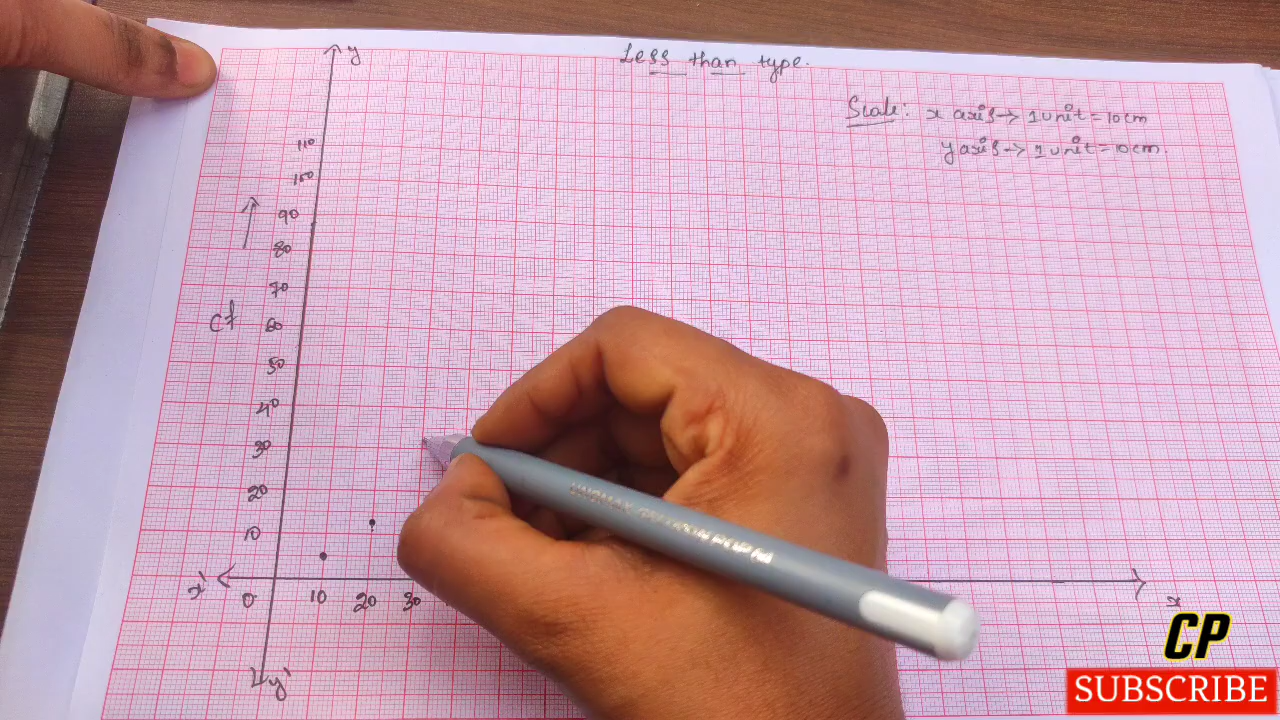 Less than type.
Scale: x axis → 1 unit = 10 cm
y axis → 1 unit = 10 cm.
y
110
100
90
80
70
cf
60
50
40
30
20
10
x'
0
10
20
30
x
y'
CP
SUBSCRIBE